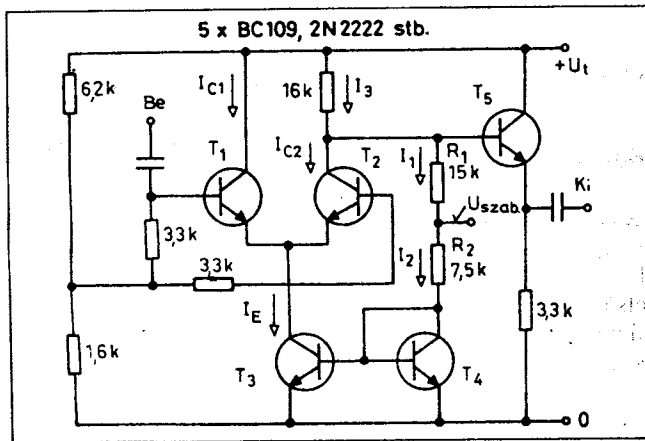 5 x BC109, 2N2222 stb.
+Ut
6,2k
Be
IC1
16k
I3
T5
T1
IC2
T2
I1
R1
15k
Ki
Uszab.
3,3k
3,3k
I2
R2
7,5k
3,3k
IE
1,6k
T3
T4
0